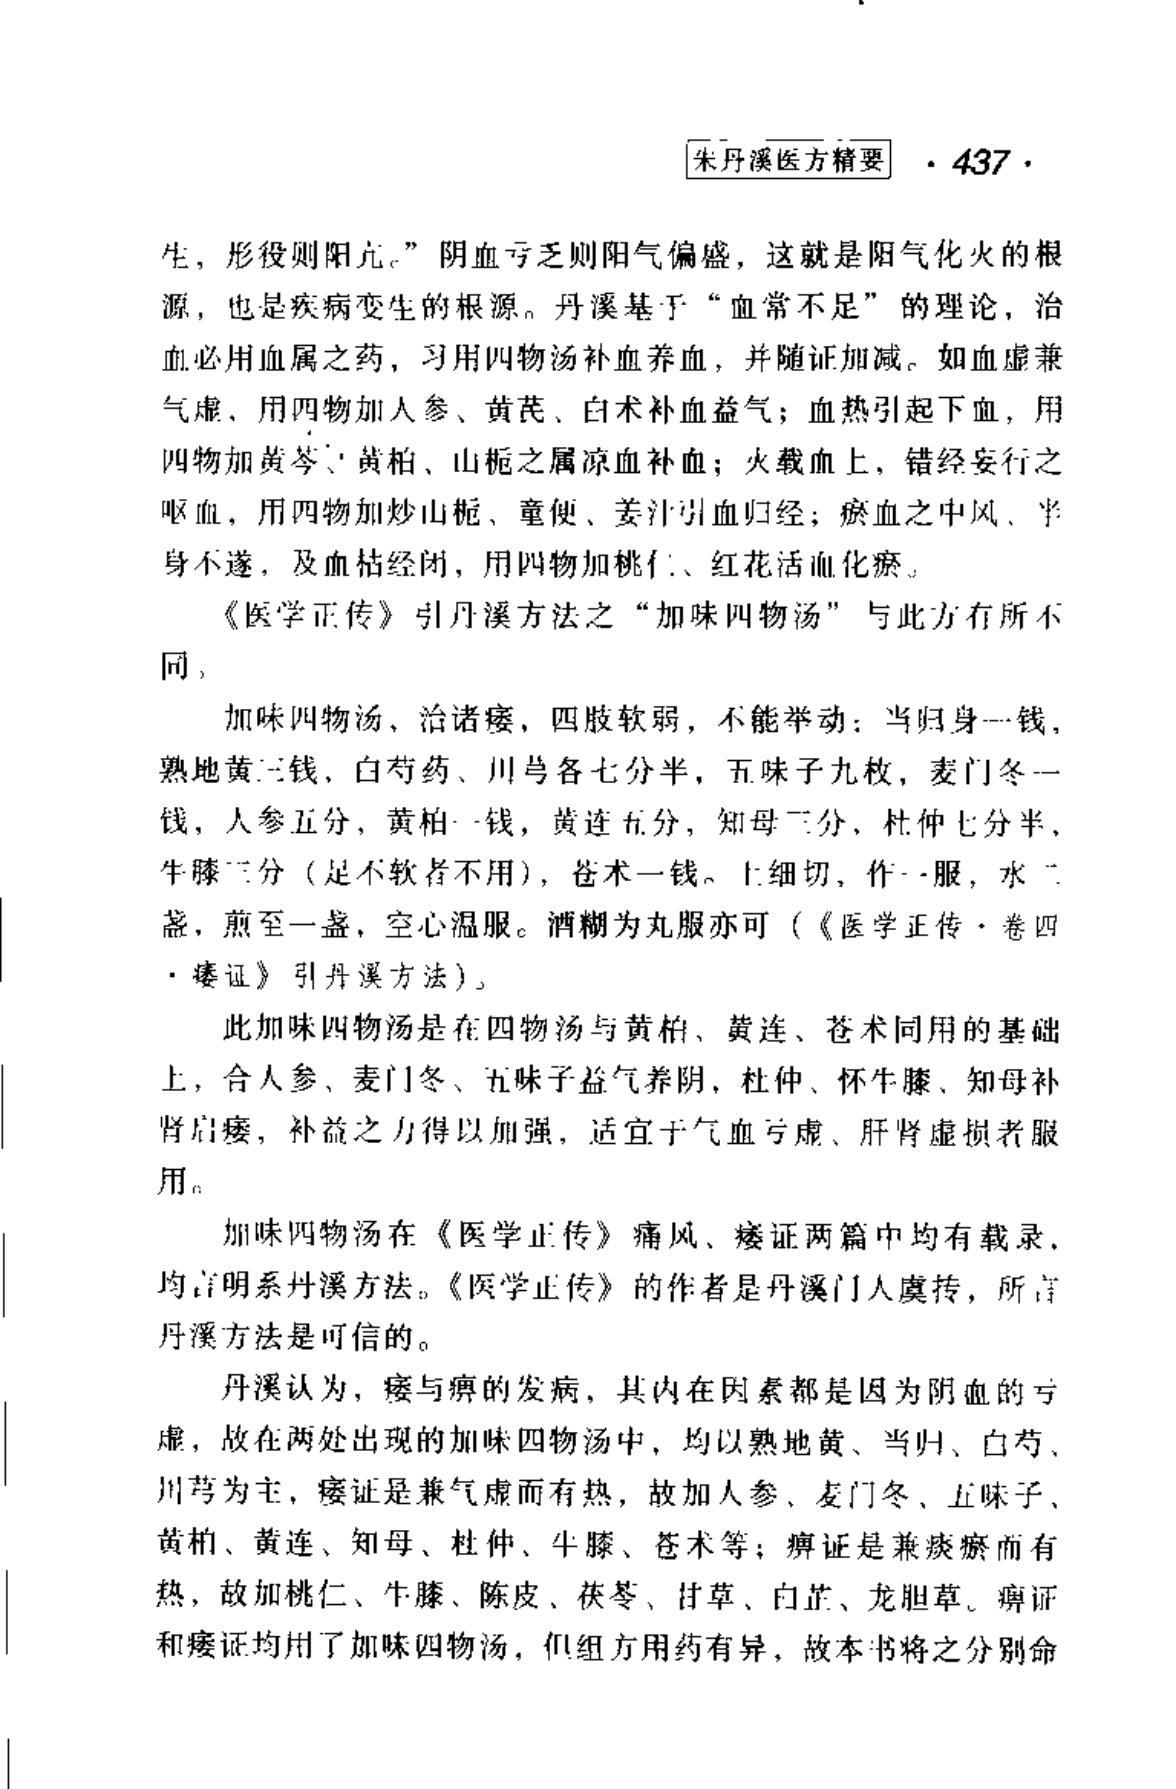 朱丹溪医方精要 · 437 ·
生，形役则阳亢。”阴血亏乏则阳气偏盛，这就是阳气化火的根
源，也是疾病变生的根源。丹溪基于“血常不足”的理论，治
血必用血属之药，习用四物汤补血养血，并随证加减。如血虚兼
气虚，用四物加人参、黄芪、白术补血益气；血热引起下血，用
四物加黄芩、黄柏、山栀之属凉血补血；火载血上，错经妄行之
呕血，用四物加炒山栀、童便、姜汁引血归经；瘀血之中风、半
身不遂，及血枯经闭，用四物加桃仁、红花活血化瘀。
《医学正传》引丹溪方法之“加味四物汤”与此方有所不
同。
加味四物汤、治诸痿，四肢软弱，不能举动：当归身一钱，
熟地黄三钱，白芍药、川芎各七分半，五味子九枚，麦门冬一
钱，人参五分，黄柏一钱，黄连五分，知母三分，杜仲七分半，
牛膝三分（足不软者不用），苍术一钱。上细切，作一服，水二
盏，煎至一盏，空心温服。酒糊为丸服亦可（《医学正传·卷四
·痿证》引丹溪方法）。
此加味四物汤是在四物汤与黄柏、黄连、苍术同用的基础
上，合人参、麦门冬、五味子益气养阴，杜仲、怀牛膝、知母补
肾启痿，补益之力得以加强，适宜于气血亏虚、肝肾虚损者服
用。
加味四物汤在《医学正传》痛风、痿证两篇中均有载录，
均言明系丹溪方法。《医学正传》的作者是丹溪门人虞抟，所言
丹溪方法是可信的。
丹溪认为，痿与痹的发病，其内在因素都是因为阴血的亏
虚，故在两处出现的加味四物汤中，均以熟地黄、当归、白芍、
川芎为主，痿证是兼气虚而有热，故加人参、麦门冬、五味子、
黄柏、黄连、知母、杜仲、牛膝、苍术等；痹证是兼痰瘀而有
热，故加桃仁、牛膝、陈皮、茯苓、甘草、白芷、龙胆草。痹证
和痿证均用了加味四物汤，但组方用药有异，故本书将之分别命